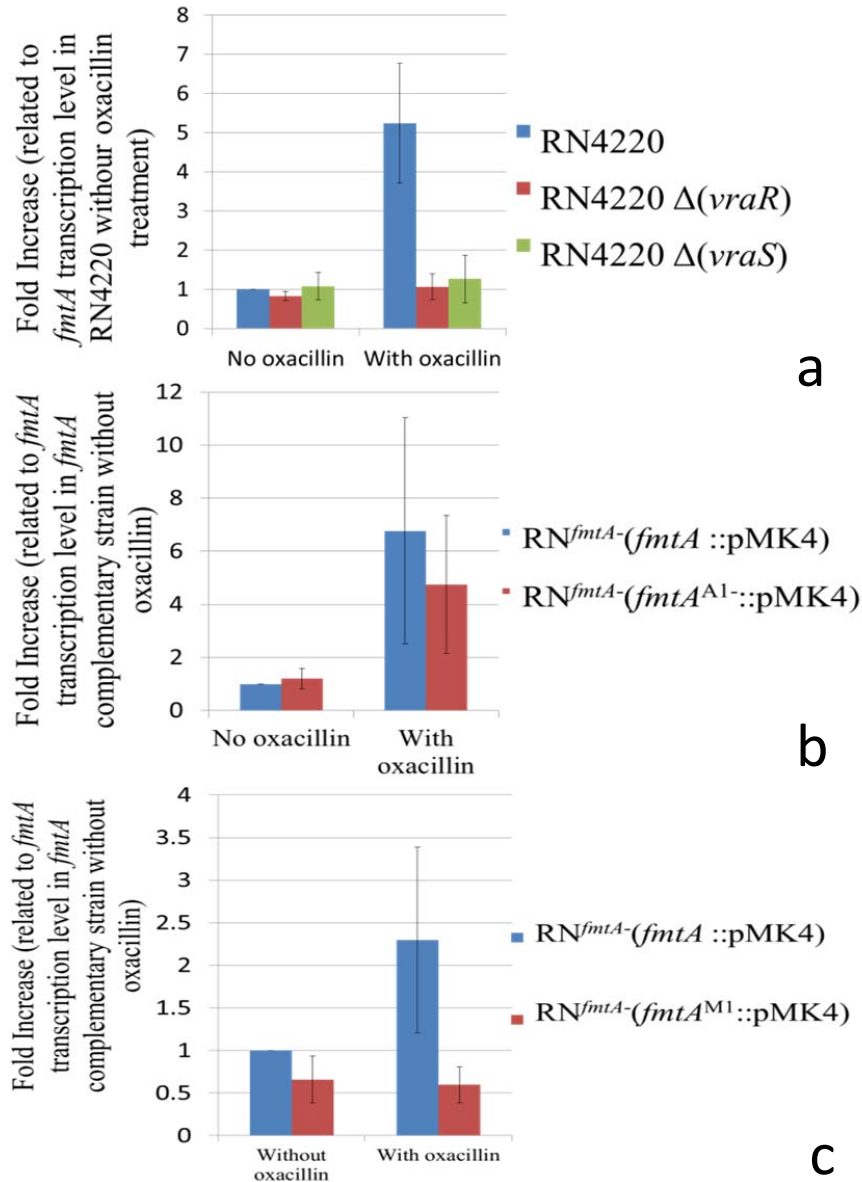 Fold Increase (related to
fmtA transcription level in
RN4220 withour oxacillin
treatment)
8
7
6
5
4
3
2
1
0
No oxacillin
With oxacillin
RN4220
RN4220 Δ(vraR)
RN4220 Δ(vraS)
a
Fold Increase (related to fmtA
transcription level in fmtA
complementary strain without
oxacillin)
12
10
8
6
4
2
0
No oxacillin
With
oxacillin
RNfmtA-(fmtA ::pMK4)
RNfmtA-(fmtAA1-::pMK4)
b
Fold Increase (related to fmtA
transcription level in fmtA
complementary strain without
oxacillin)
4
3.5
3
2.5
2
1.5
1
0.5
0
Without
oxacillin
With oxacillin
RNfmtA-(fmtA ::pMK4)
RNfmtA-(fmtAM1::pMK4)
c